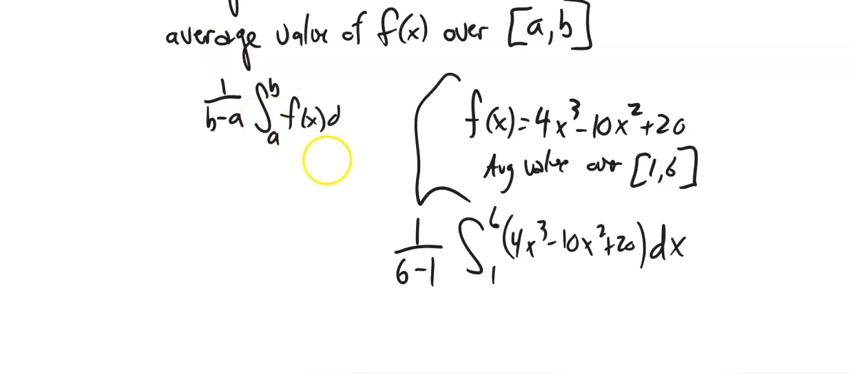 average value of f(x) over [a,b]
1/(b-a) ∫_a^b f(x)d
f(x)=4x³-10x²+20
Avg value over [1,6]
1/(6-1) ∫_1^6 (4x³-10x²+20)dx